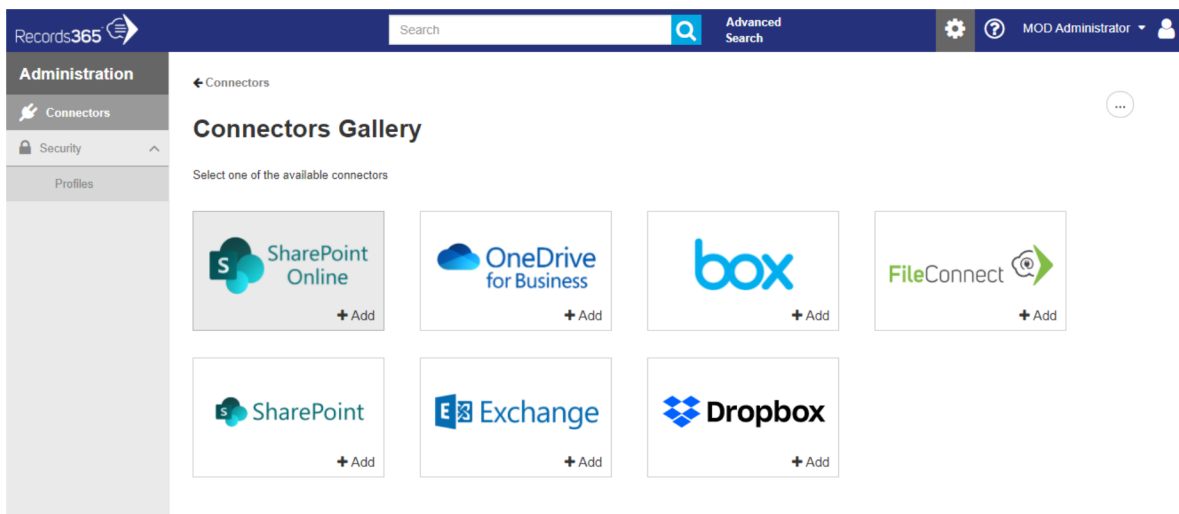 Records365
Search
Advanced
Search
MOD Administrator
Administration
Connectors
Security
Profiles
Connectors
...
Connectors Gallery
Select one of the available connectors
S SharePoint
Online
+ Add
OneDrive
for Business
+ Add
box
+ Add
FileConnect
+ Add
S SharePoint
+ Add
E Exchange
+ Add
Dropbox
+ Add